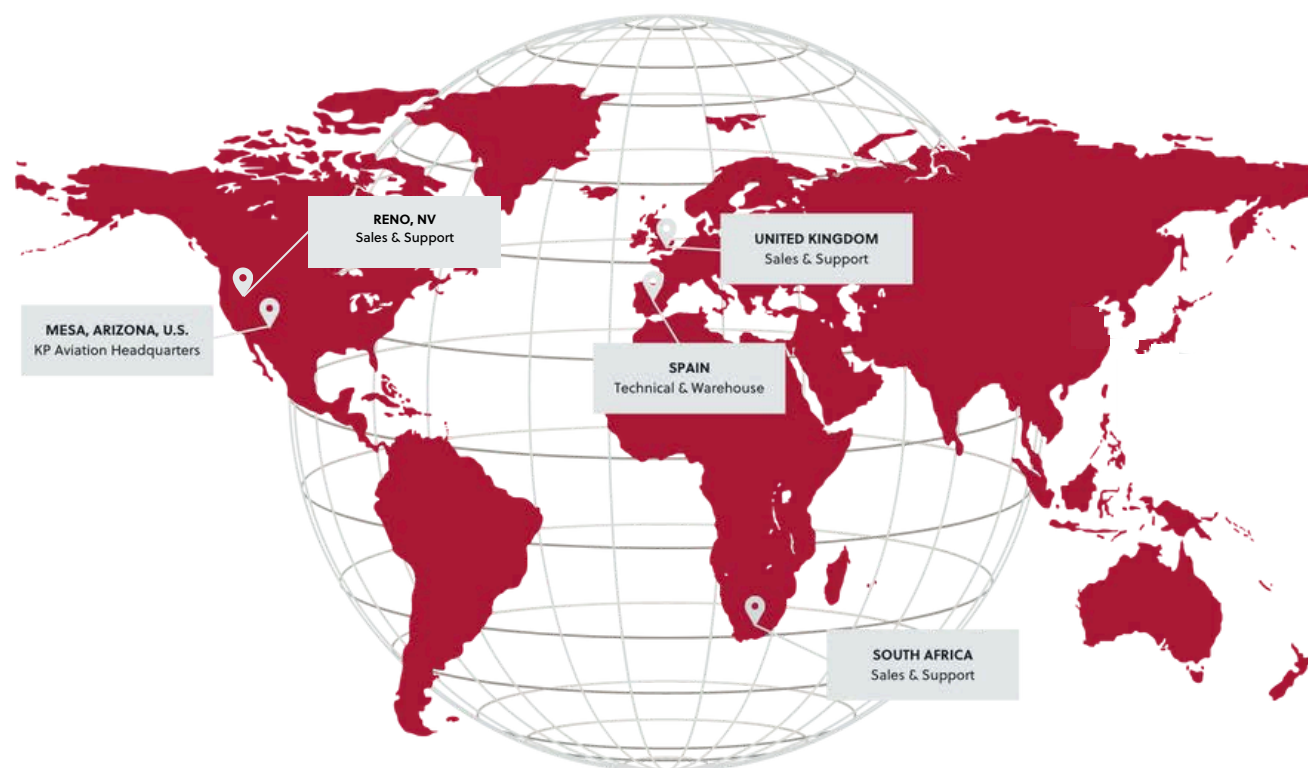 RENO, NV
Sales & Support
UNITED KINGDOM
Sales & Support
MESA, ARIZONA, U.S.
KP Aviation Headquarters
SPAIN
Technical & Warehouse
SOUTH AFRICA
Sales & Support